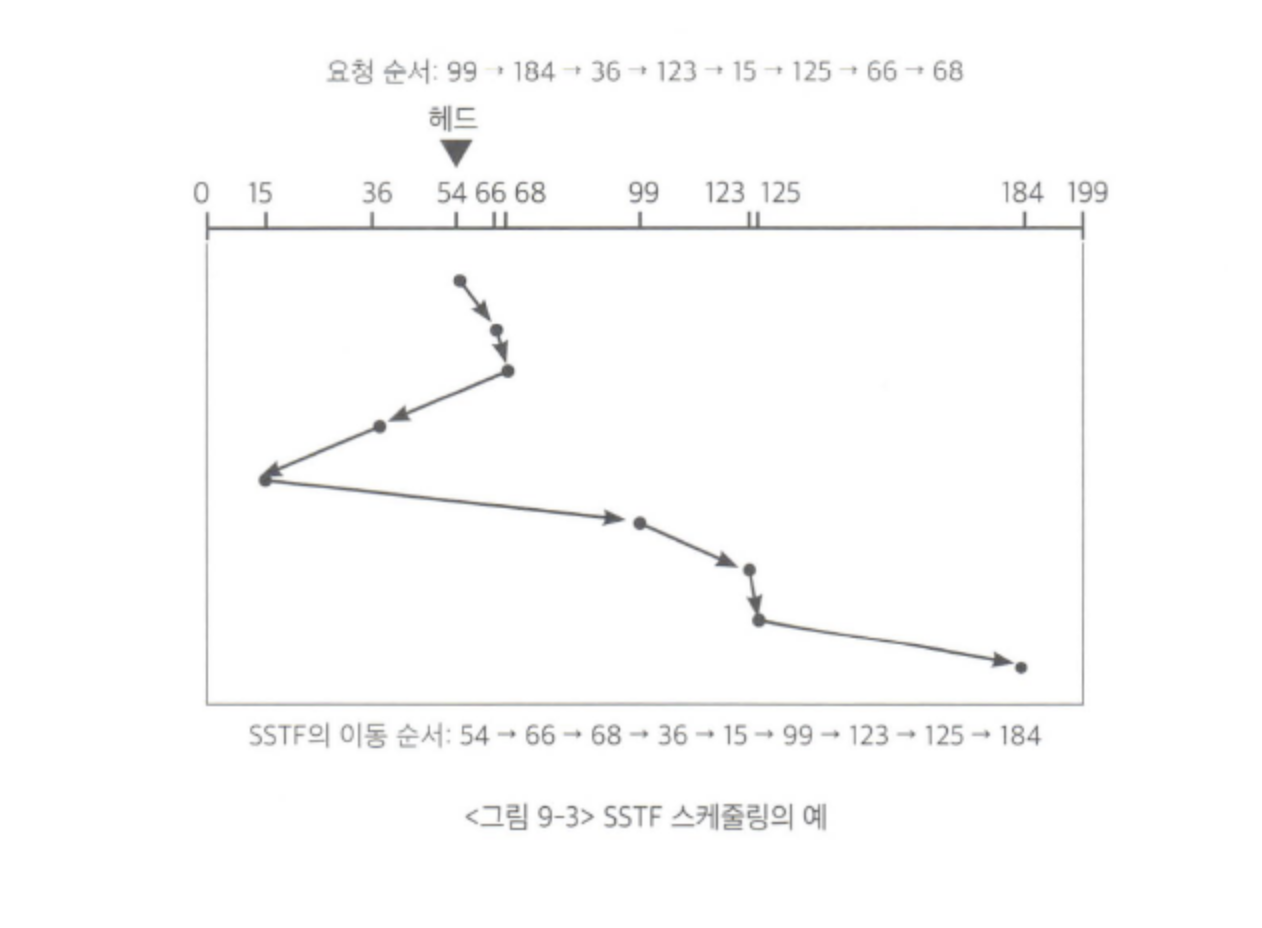 요청 순서: 99 → 184 → 36 → 123 → 15 → 125 → 66 → 68
헤드
0 15 36 54 66 68 99 123 125 184 199
SSTF의 이동 순서: 54 → 66 → 68 → 36 → 15 → 99 → 123 → 125 → 184
<그림 9-3> SSTF 스케줄링의 예